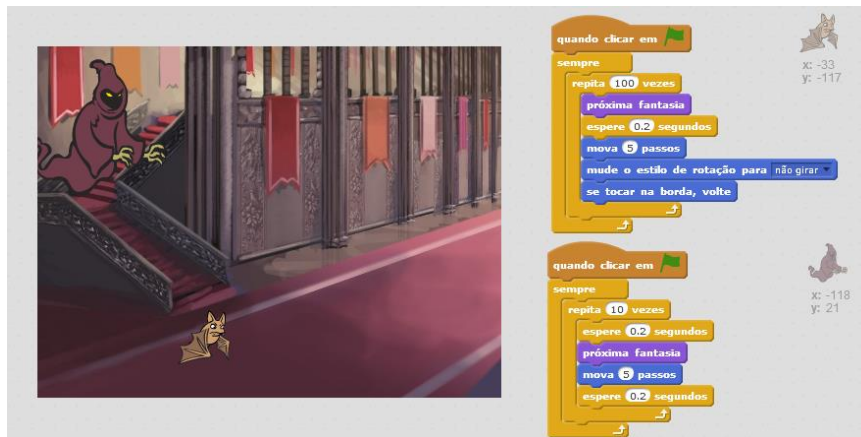 quando clicar em
sempre
repita 100 vezes
próxima fantasia
espere 0.2 segundos
mova 5 passos
mude o estilo de rotação para não girar
se tocar na borda, volte
x: -33
y: -117
quando clicar em
sempre
repita 10 vezes
espere 0.2 segundos
próxima fantasia
mova 5 passos
espere 0.2 segundos
x: -118
y: 21